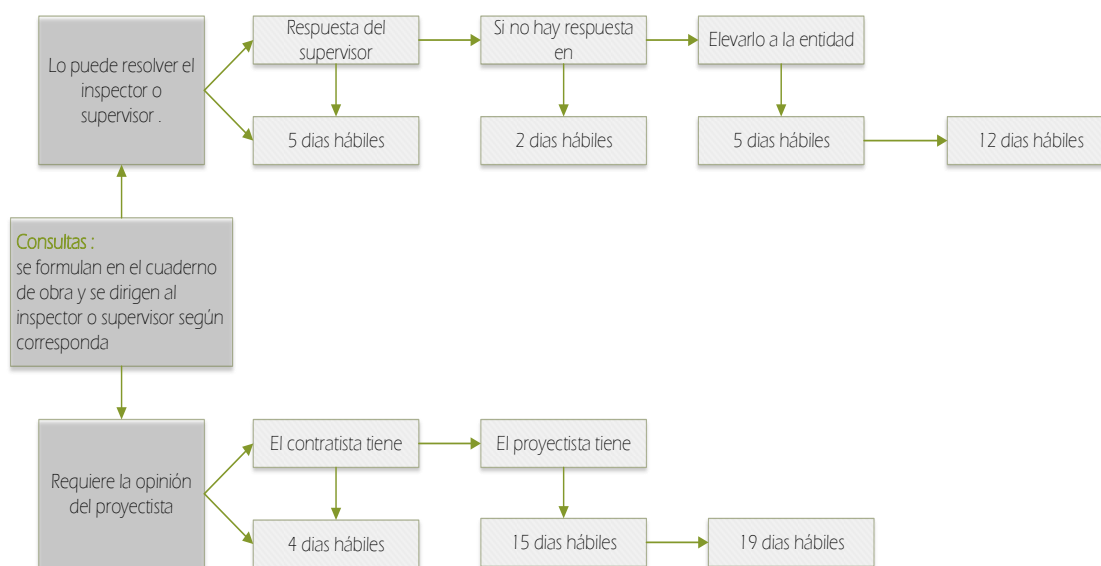 Lo puede resolver el
inspector o
supervisor .
Respuesta del
supervisor
Si no hay respuesta
en
Elevarlo a la entidad
5 dias hábiles
2 dias hábiles
5 dias hábiles
12 dias hábiles
Consultas :
se formulan en el cuaderno
de obra y se dirigen al
inspector o supervisor según
corresponda
Requiere la opinión
del proyectista
El contratista tiene
El proyectista tiene
4 dias hábiles
15 dias hábiles
19 dias hábiles